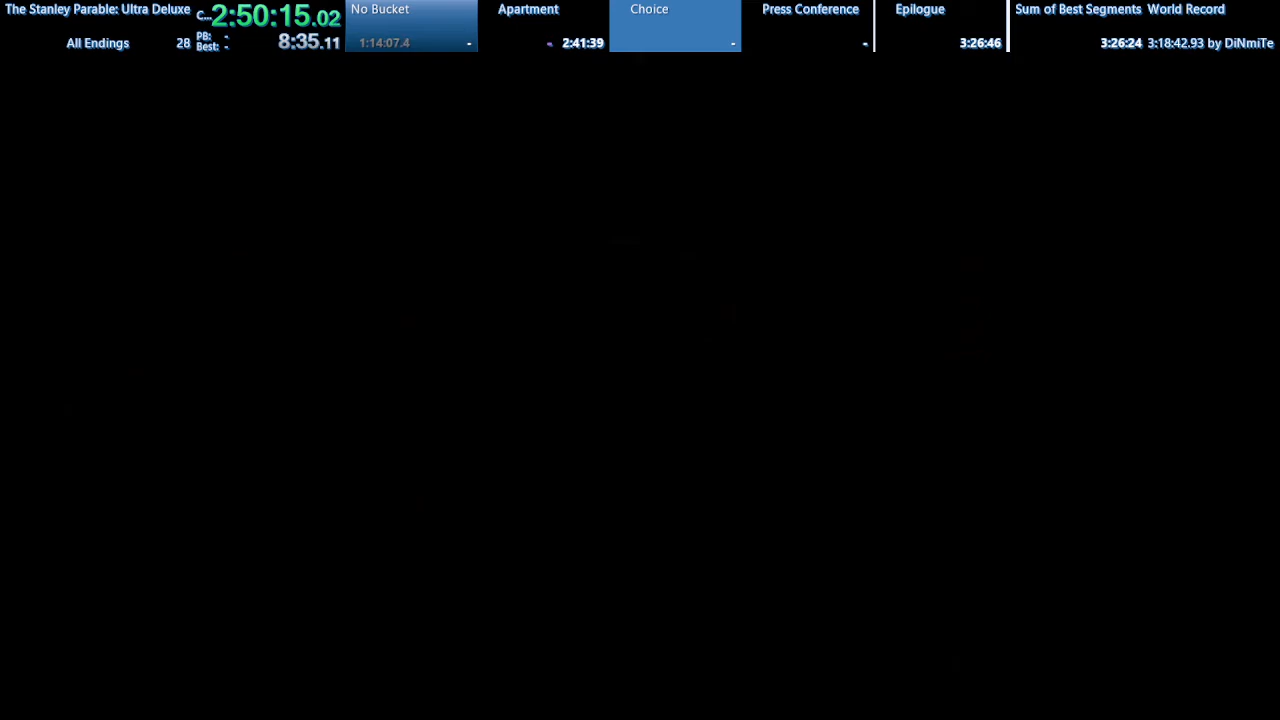 The Stanley Parable: Ultra Deluxe
All Endings 28
C... 2:50:15.02
PB: -
Best: -
8:35.11
No Bucket
1:14:07.4 -
Apartment
- 2:41:39
Choice
-
Press Conference
-
Epilogue
3:26:46
Sum of Best Segments
3:26:24
World Record
3:18:42.93 by DiNmiTe